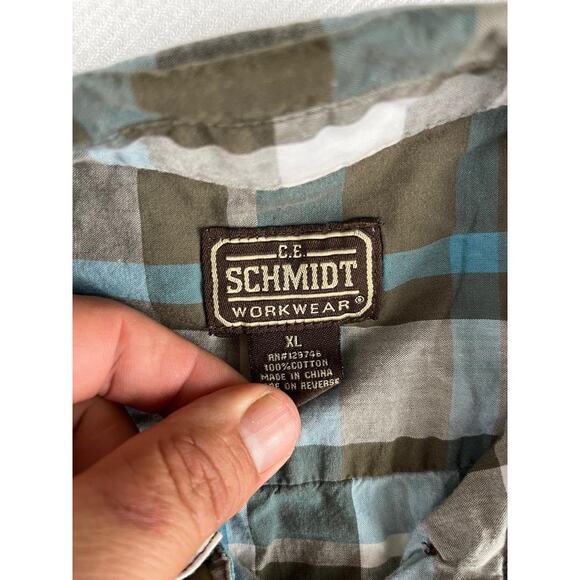 C.E.
SCHMIDT
WORKWEAR®
XL
RN#129746
100% COTTON
MADE IN CHINA
ON REVERSE